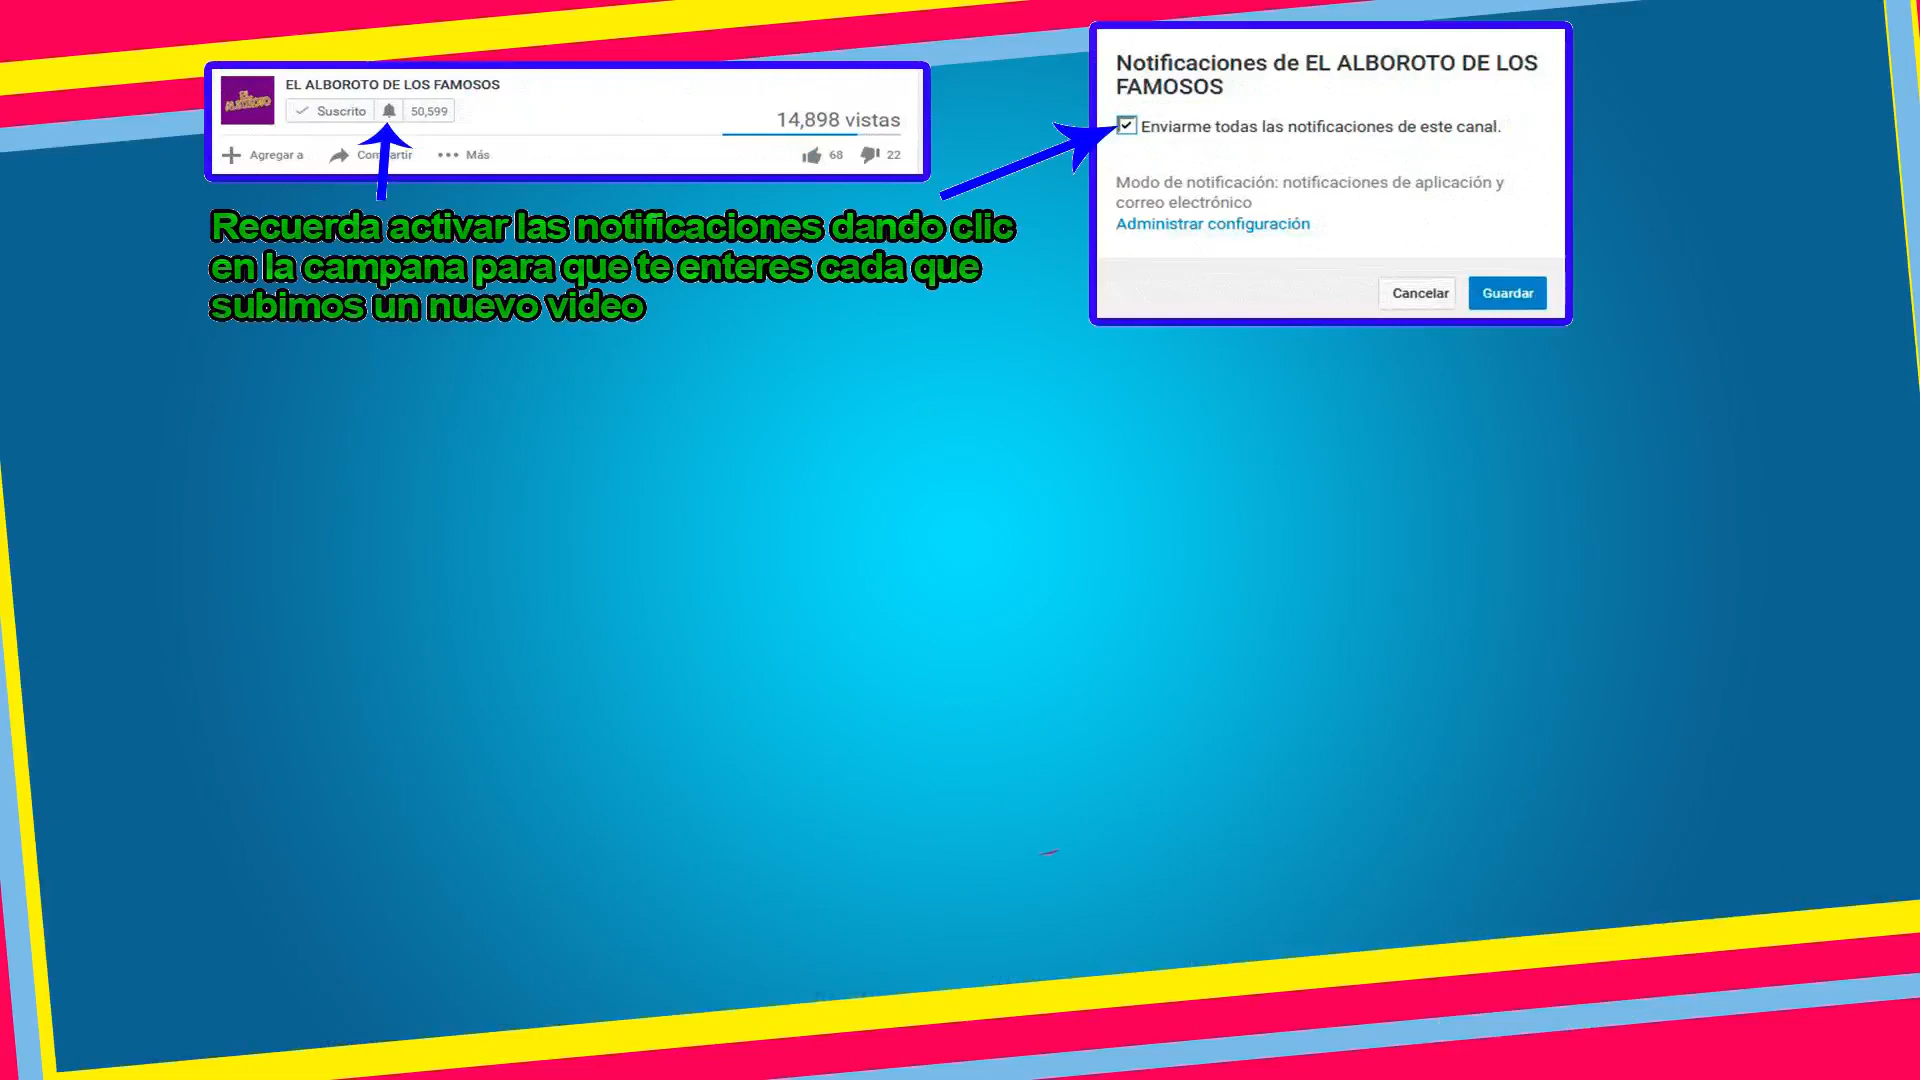 EL ALBOROTO DE LOS FAMOSOS
EL ALBOROTO
Suscrito 50,599
14,898 vistas
Agregar a Compartir Más 68 22
Recuerda activar las notificaciones dando clic
en la campana para que te enteres cada que
subimos un nuevo video
Notificaciones de EL ALBOROTO DE LOS
FAMOSOS
Enviarme todas las notificaciones de este canal.
Modo de notificación: notificaciones de aplicación y
correo electrónico
Administrar configuración
Cancelar Guardar